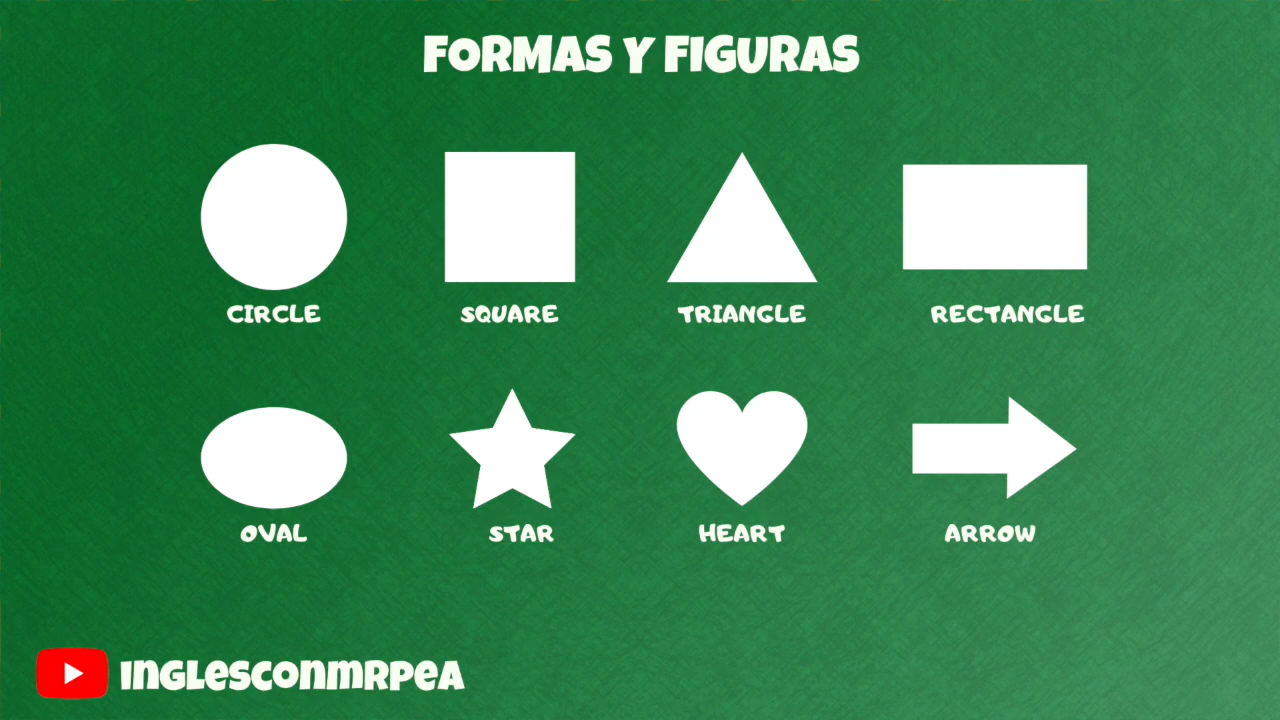 FORMAS Y FIGURAS
CIRCLE
SQUARE
TRIANGLE
RECTANGLE
OVAL
STAR
HEART
ARROW
INGLESCONMRPEA